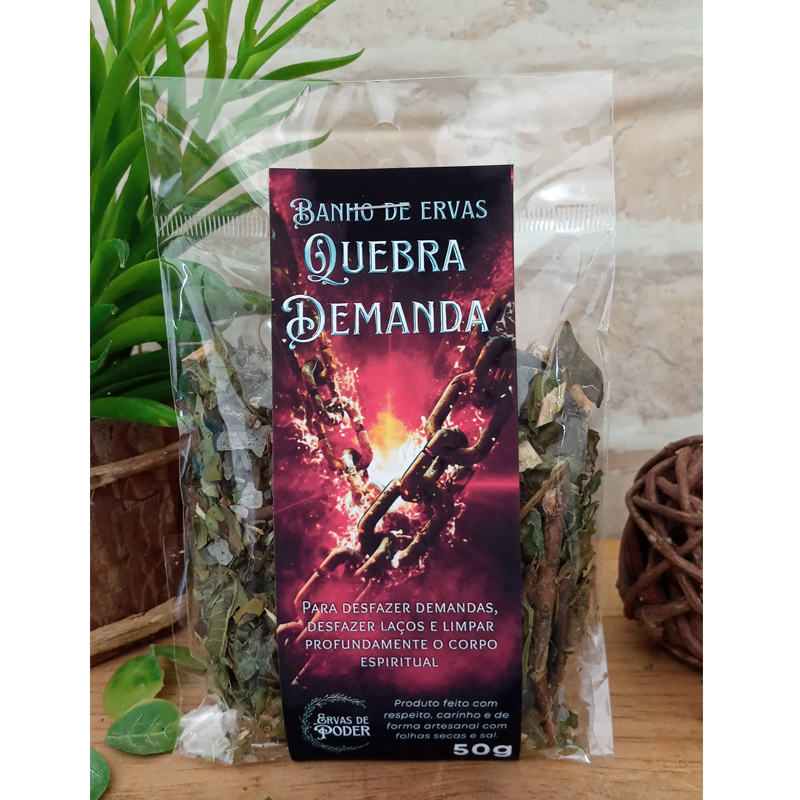 BANHO DE ERVAS
QUEBRA
DEMANDA
PARA DESFAZER DEMANDAS,
DESFAZER LAÇOS E LIMPAR
PROFUNDAMENTE O CORPO
ESPIRITUAL
ERVAS DE
PODER
Produto feito com
respeito, carinho e de
forma artesanal com
folhas secas e sal.
50g